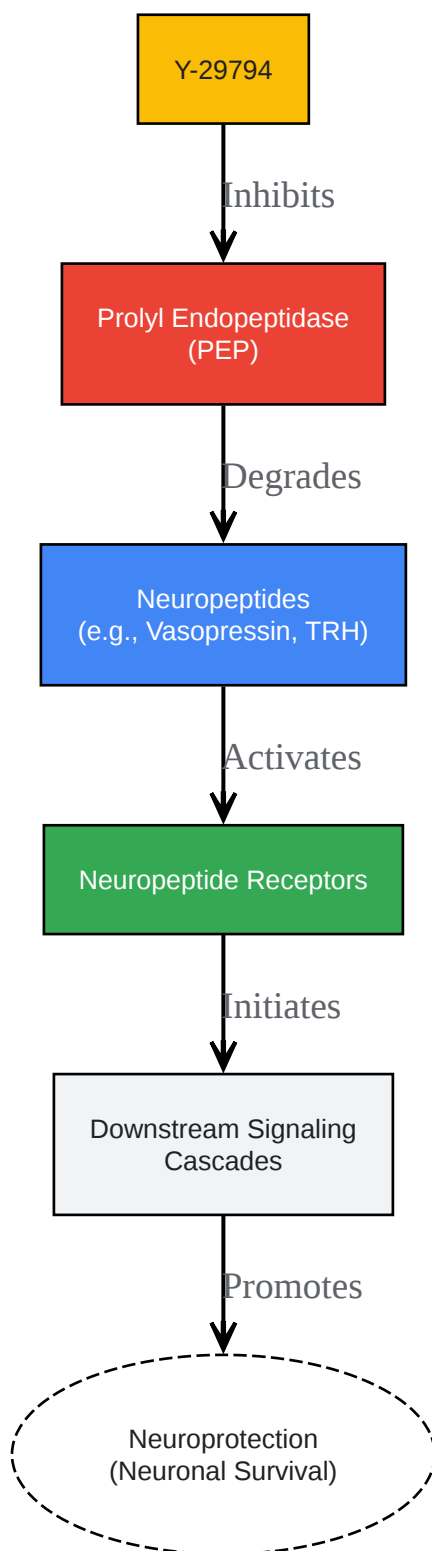 Y-29794
Inhibits
Prolyl Endopeptidase
(PEP)
Degrades
Neuropeptides
(e.g., Vasopressin, TRH)
Activates
Neuropeptide Receptors
Initiates
Downstream Signaling
Cascades
Promotes
Neuroprotection
(Neuronal Survival)